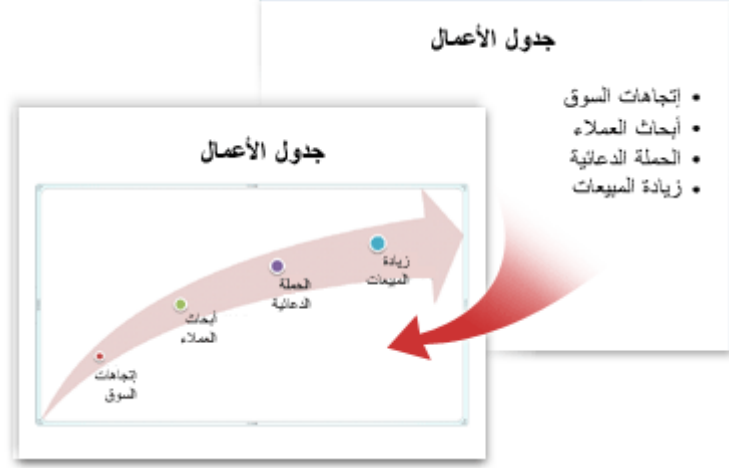 جدول الأعمال
• إتجاهات السوق
• أبحاث العملاء
• الحملة الدعائية
• زيادة المبيعات
جدول الأعمال
زيادة
المبيعات
الحملة
الدعائية
أبحاث
العملاء
إتجاهات
السوق